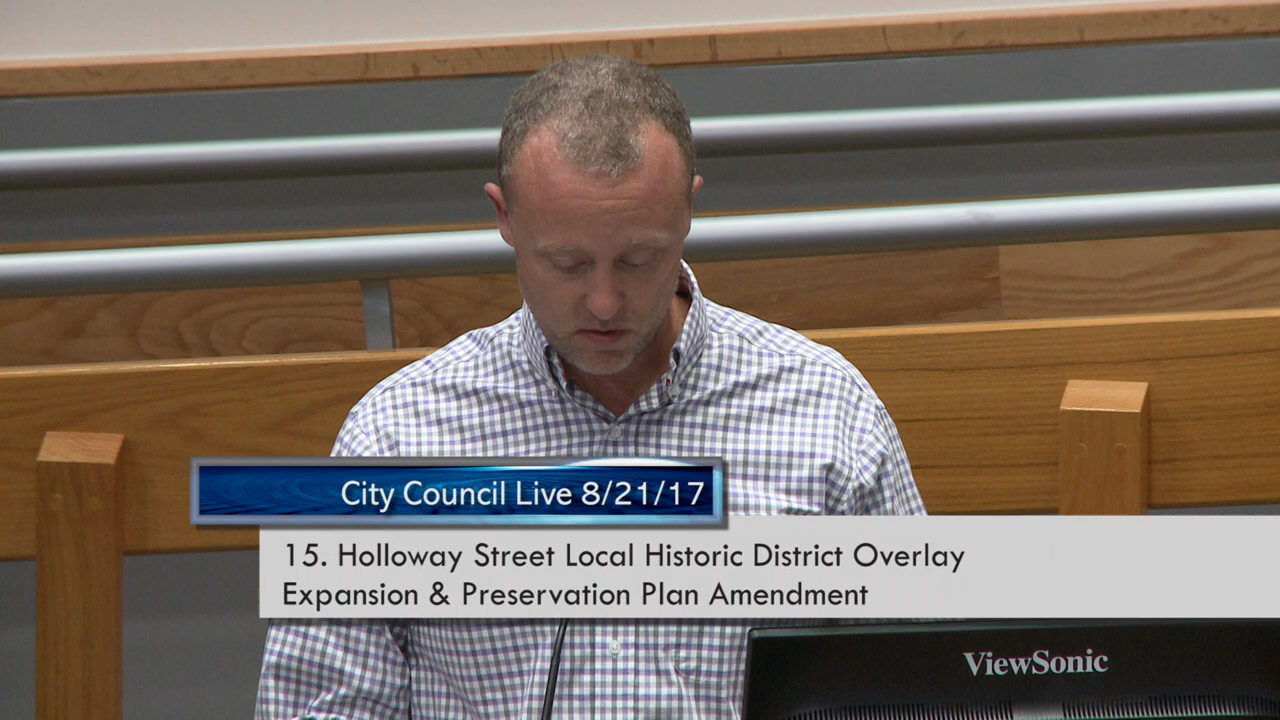 City Council Live 8/21/17
15. Holloway Street Local Historic District Overlay
Expansion & Preservation Plan Amendment
ViewSonic